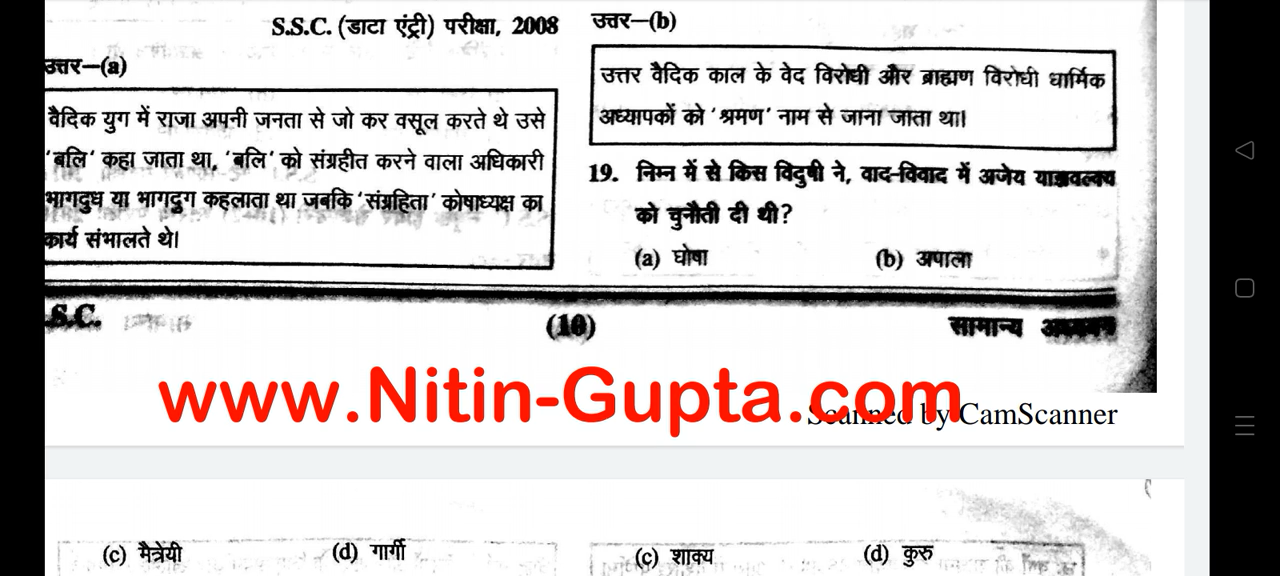 S.S.C. (डाटा एंट्री) परीक्षा, 2008
उत्तर–(a)
वैदिक युग में राजा अपनी जनता से जो कर वसूल करते थे उसे
'बलि' कहा जाता था, 'बलि' को संग्रहीत करने वाला अधिकारी
भागदुध या भागदुग कहलाता था जबकि 'संग्रहिता' कोषाध्यक्ष का
कार्य संभालते थे।
उत्तर–(b)
उत्तर वैदिक काल के वेद विरोधी और ब्राह्मण विरोधी धार्मिक
अध्यापकों को 'श्रमण' नाम से जाना जाता था।
19. निम्न में से किस विदुषी ने, वाद-विवाद में अजेय याज्ञवल्क्य
को चुनौती दी थी?
(a) घोषा (b) अपाला
S.C. (10) सामान्य अध्ययन
www.Nitin-Gupta.com
Scanned by CamScanner
(c) मैत्रेयी (d) गार्गी
(c) शाक्य (d) कुरु